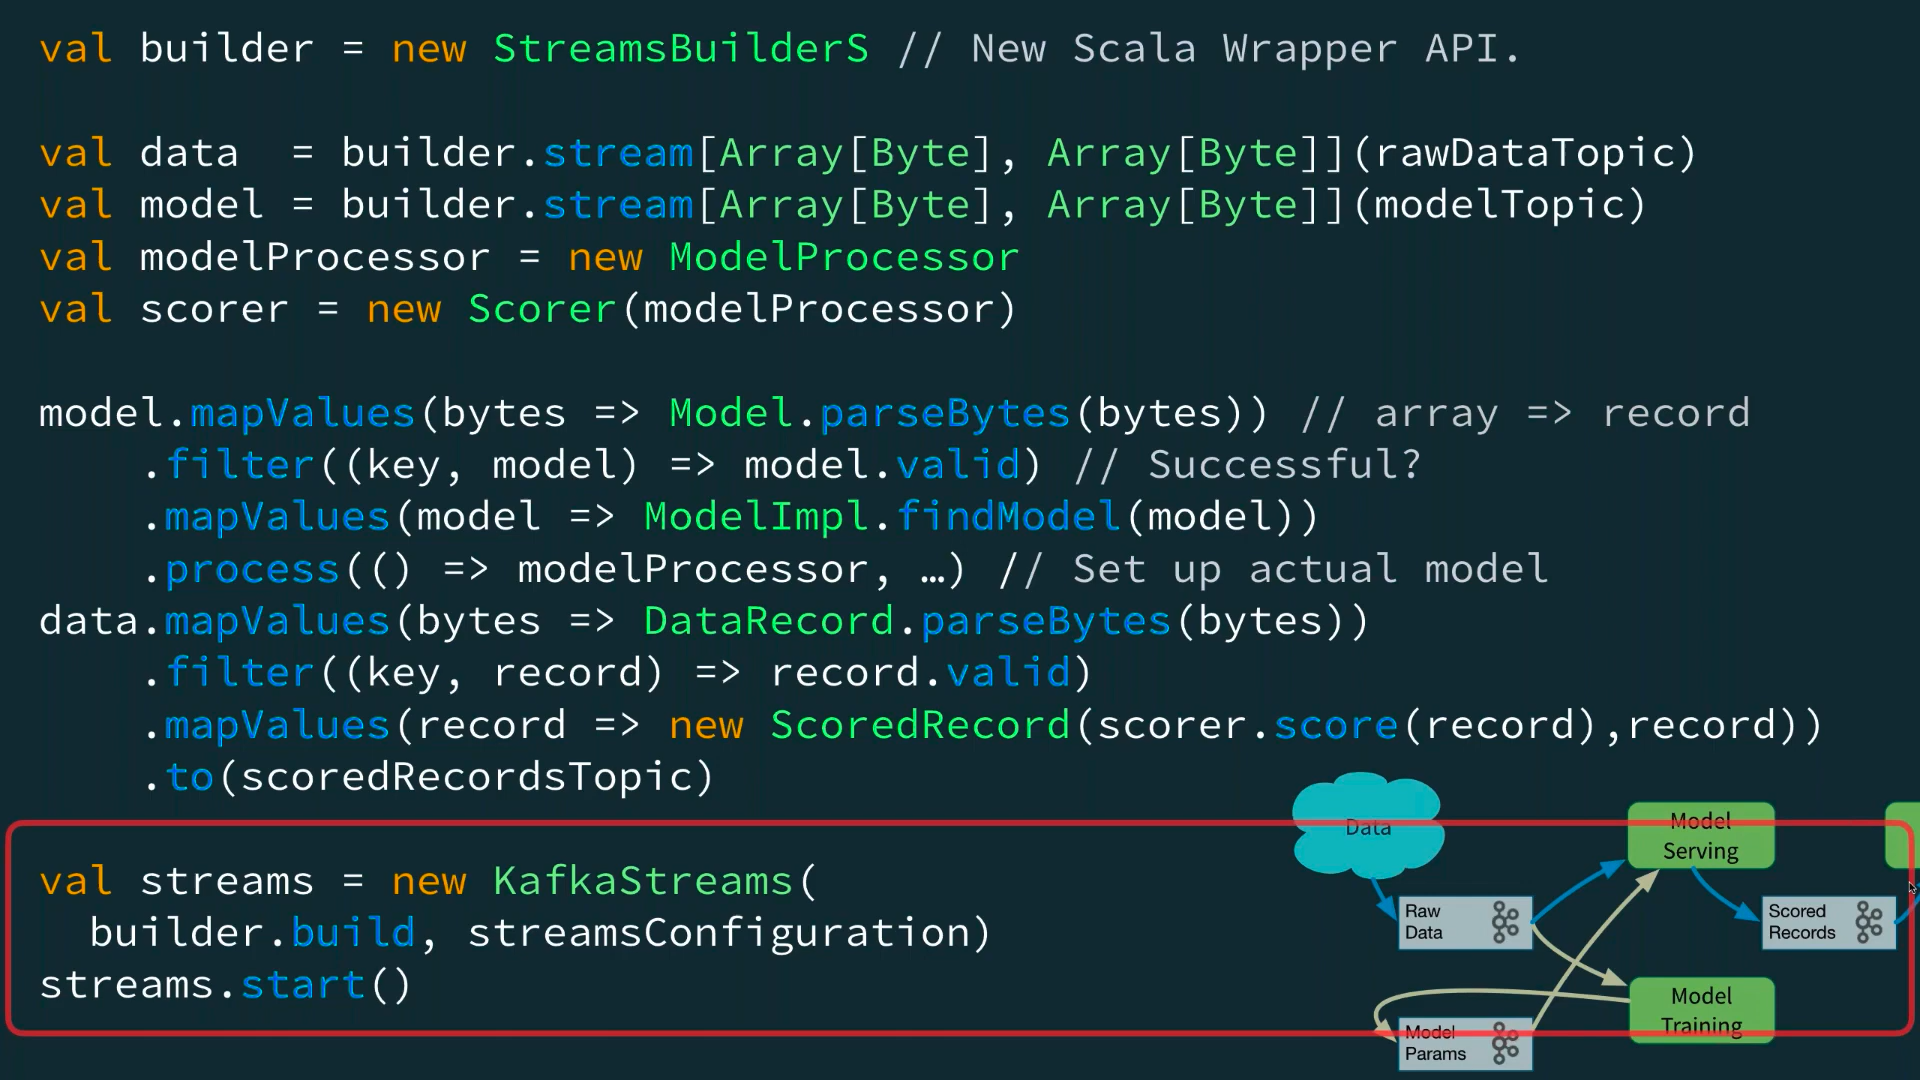 val builder = new StreamsBuilderS // New Scala Wrapper API.
val data  = builder.stream[Array[Byte], Array[Byte]](rawDataTopic)
val model = builder.stream[Array[Byte], Array[Byte]](modelTopic)
val modelProcessor = new ModelProcessor
val scorer = new Scorer(modelProcessor)
model.mapValues(bytes => Model.parseBytes(bytes)) // array => record
.filter((key, model) => model.valid) // Successful?
.mapValues(model => ModelImpl.findModel(model))
.process(() => modelProcessor, …) // Set up actual model
data.mapValues(bytes => DataRecord.parseBytes(bytes))
.filter((key, record) => record.valid)
.mapValues(record => new ScoredRecord(scorer.score(record),record))
.to(scoredRecordsTopic)
val streams = new KafkaStreams(
builder.build, streamsConfiguration)
streams.start()
Data
Model
Serving
Raw
Data
Scored
Records
Model
Training
Model
Params